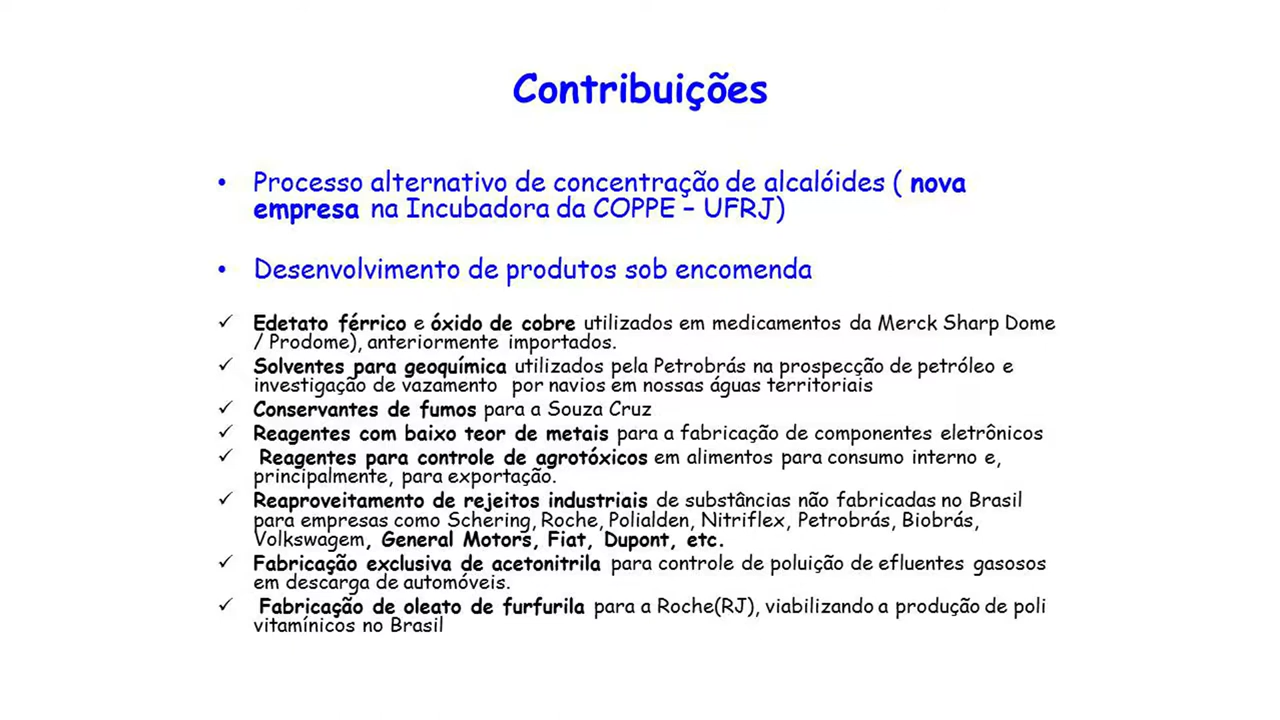 Contribuições
• Processo alternativo de concentração de alcalóides ( nova
empresa na Incubadora da COPPE – UFRJ)
• Desenvolvimento de produtos sob encomenda
✓ Edetato férrico e óxido de cobre utilizados em medicamentos da Merck Sharp Dome
/ Prodome), anteriormente importados.
✓ Solventes para geoquímica utilizados pela Petrobrás na prospecção de petróleo e
investigação de vazamento por navios em nossas águas territoriais
✓ Conservantes de fumos para a Souza Cruz
✓ Reagentes com baixo teor de metais para a fabricação de componentes eletrônicos
✓ Reagentes para controle de agrotóxicos em alimentos para consumo interno e,
principalmente, para exportação.
✓ Reaproveitamento de rejeitos industriais de substâncias não fabricadas no Brasil
para empresas como Schering, Roche, Polialden, Nitriflex, Petrobrás, Biobrás,
Volkswagem, General Motors, Fiat, Dupont, etc.
✓ Fabricação exclusiva de acetonitrila para controle de poluição de efluentes gasosos
em descarga de automóveis.
✓ Fabricação de oleato de furfurila para a Roche(RJ), viabilizando a produção de poli
vitamínicos no Brasil